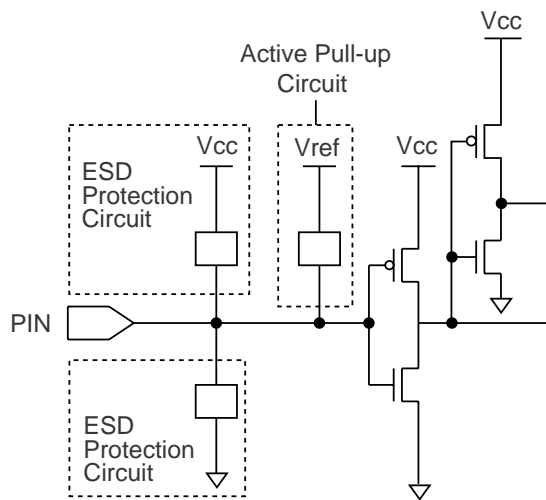 Vcc
Active Pull-up
Circuit
Vcc
Vref
Vcc
ESD
Protection
Circuit
PIN
ESD
Protection
Circuit